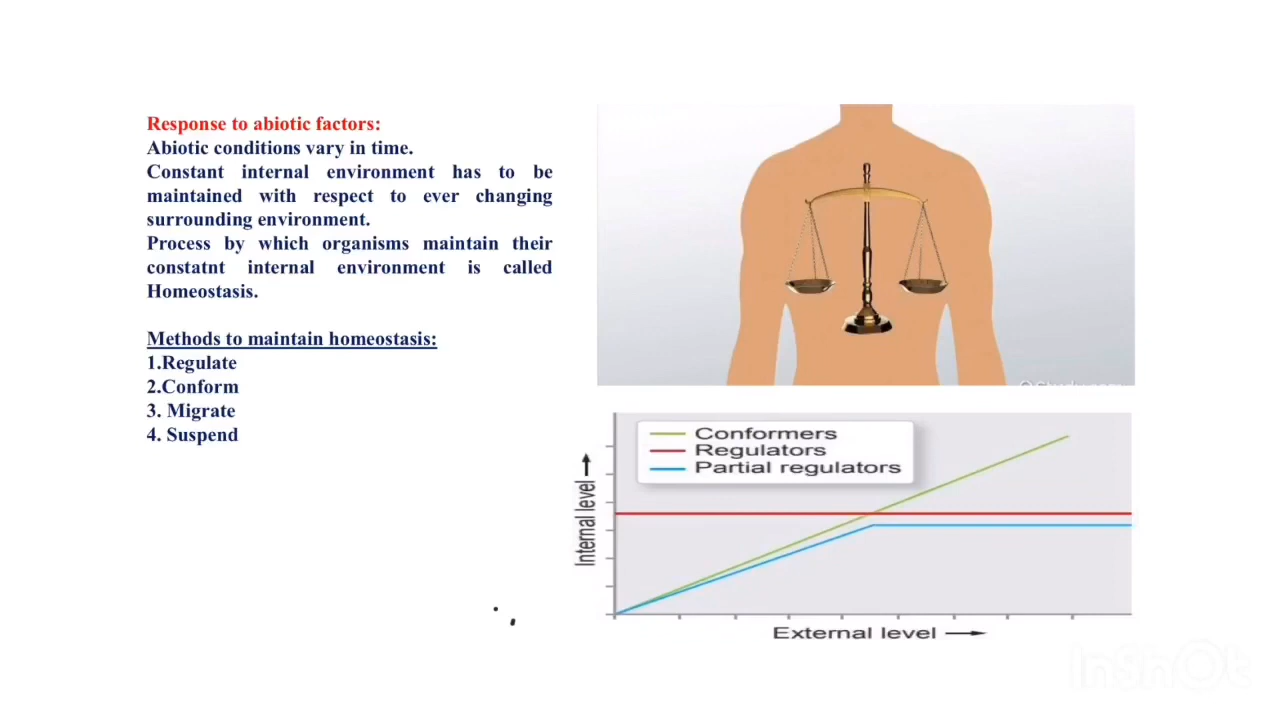 Response to abiotic factors:
Abiotic conditions vary in time.
Constant internal environment has to be
maintained with respect to ever changing
surrounding environment.
Process by which organisms maintain their
constatnt internal environment is called
Homeostasis.
Methods to maintain homeostasis:
1.Regulate
2.Conform
3. Migrate
4. Suspend
Conformers
Regulators
Partial regulators
Internal level
External level
InShOt